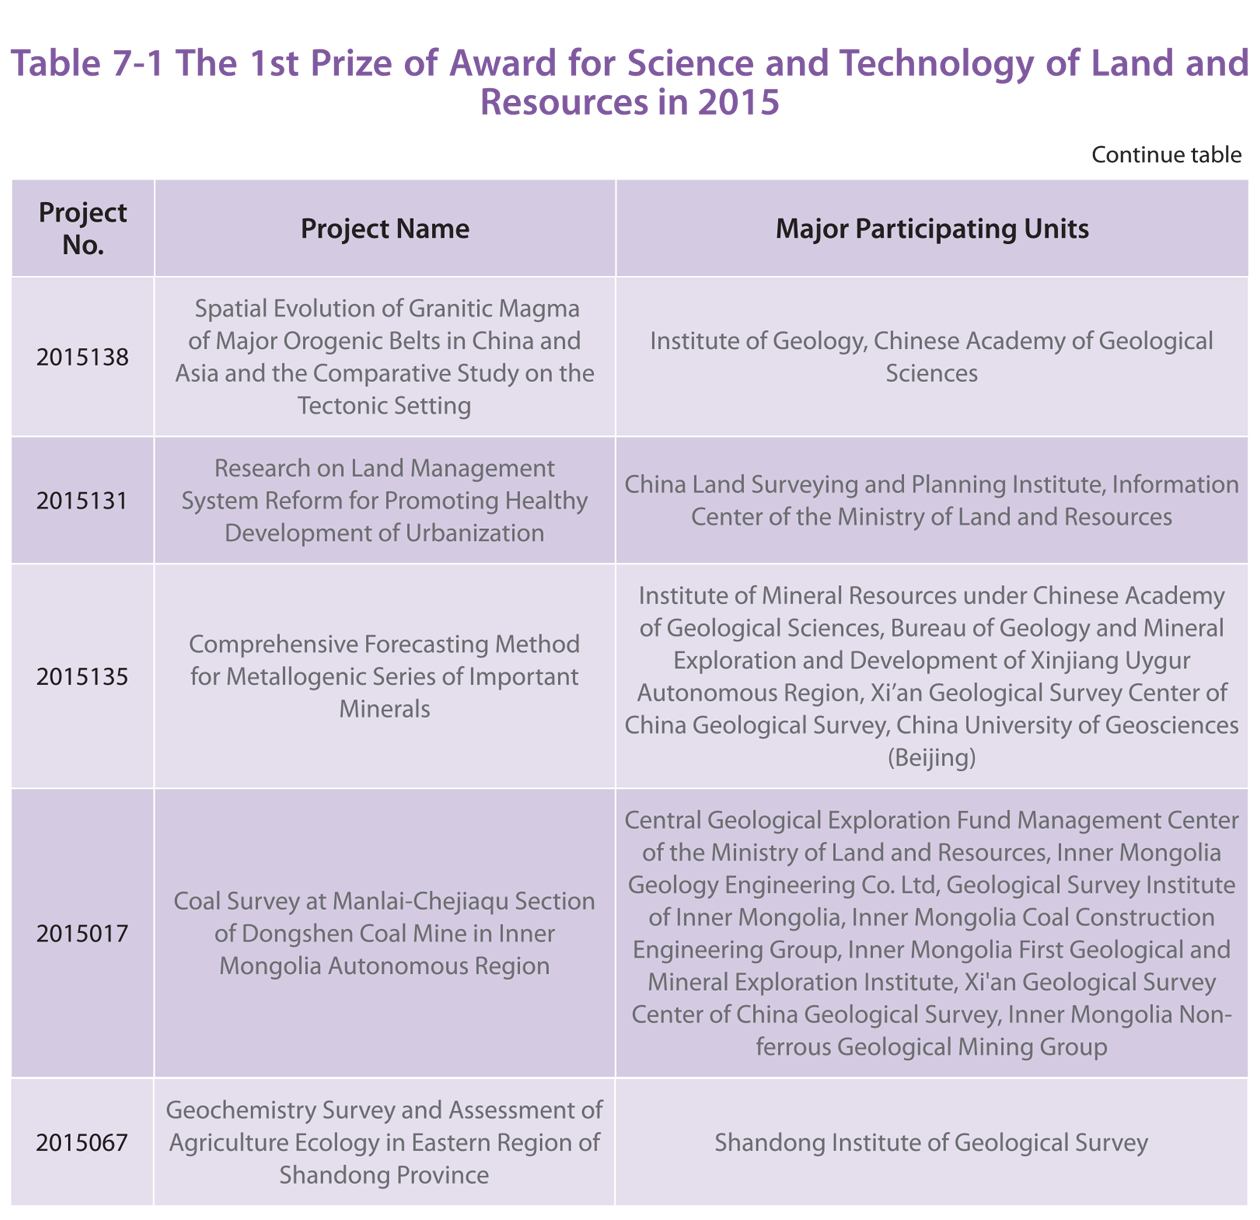 Table 7-1 The 1st Prize of Award for Science and Technology of Land and
Resources in 2015
Continue table
Project
No.
Project Name
Major Participating Units
2015138
Spatial Evolution of Granitic Magma
of Major Orogenic Belts in China and
Asia and the Comparative Study on the
Tectonic Setting
Institute of Geology, Chinese Academy of Geological
Sciences
2015131
Research on Land Management
System Reform for Promoting Healthy
Development of Urbanization
China Land Surveying and Planning Institute, Information
Center of the Ministry of Land and Resources
2015135
Comprehensive Forecasting Method
for Metallogenic Series of Important
Minerals
Institute of Mineral Resources under Chinese Academy
of Geological Sciences, Bureau of Geology and Mineral
Exploration and Development of Xinjiang Uygur
Autonomous Region, Xi’an Geological Survey Center of
China Geological Survey, China University of Geosciences
(Beijing)
2015017
Coal Survey at Manlai-Chejiaqu Section
of Dongshen Coal Mine in Inner
Mongolia Autonomous Region
Central Geological Exploration Fund Management Center
of the Ministry of Land and Resources, Inner Mongolia
Geology Engineering Co. Ltd, Geological Survey Institute
of Inner Mongolia, Inner Mongolia Coal Construction
Engineering Group, Inner Mongolia First Geological and
Mineral Exploration Institute, Xi'an Geological Survey
Center of China Geological Survey, Inner Mongolia Non-
ferrous Geological Mining Group
2015067
Geochemistry Survey and Assessment of
Agriculture Ecology in Eastern Region of
Shandong Province
Shandong Institute of Geological Survey